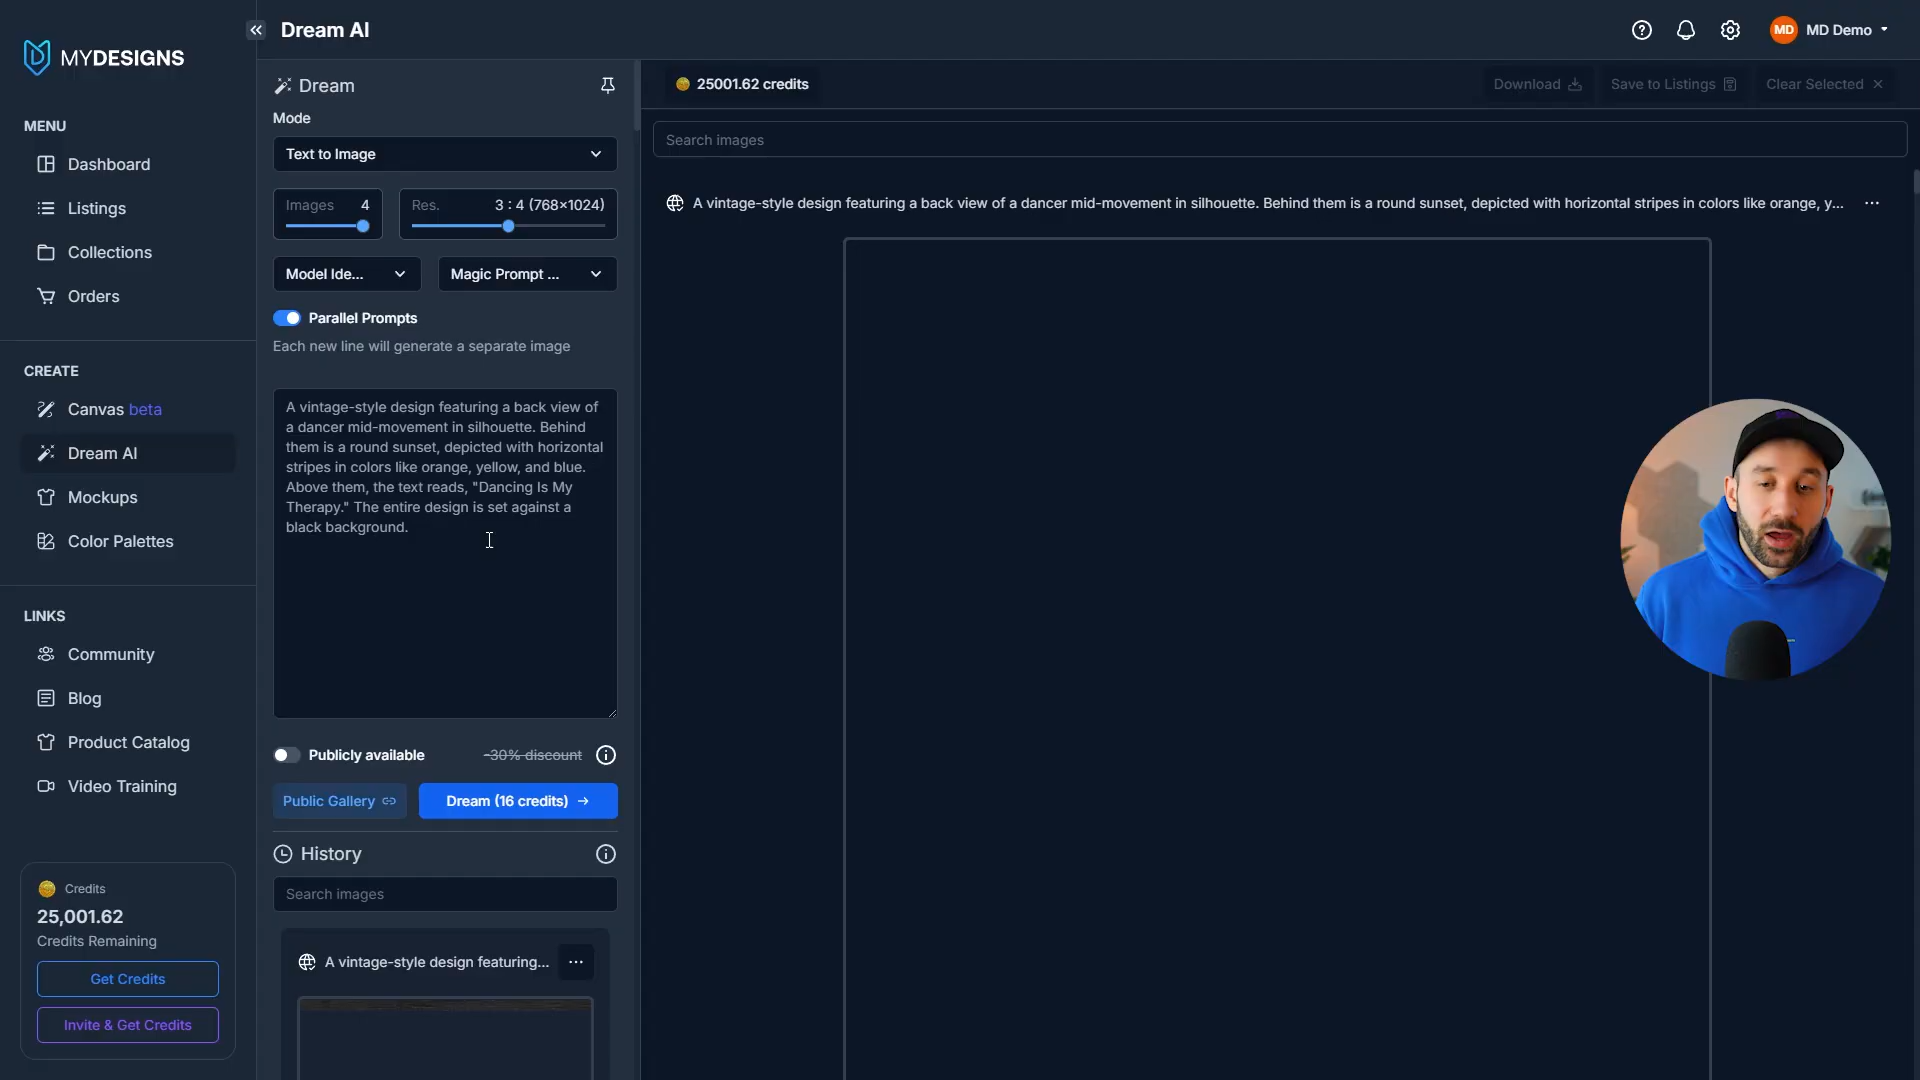 MYDESIGNS
Dream AI
MD
MD Demo
MENU
Dashboard
Listings
Collections
Orders
CREATE
Canvas beta
Dream AI
Mockups
Color Palettes
LINKS
Community
Blog
Product Catalog
Video Training
Credits
25,001.62
Credits Remaining
Get Credits
Invite & Get Credits
Dream
Mode
Text to Image
Images 4
Res. 3 : 4 (768×1024)
Model Ide...
Magic Prompt ...
Parallel Prompts
Each new line will generate a separate image
A vintage-style design featuring a back view of
a dancer mid-movement in silhouette. Behind
them is a round sunset, depicted with horizontal
stripes in colors like orange, yellow, and blue.
Above them, the text reads, "Dancing Is My
Therapy." The entire design is set against a
black background.
Publicly available
-30% discount
Public Gallery
Dream (16 credits)
History
Search images
A vintage-style design featuring...
25001.62 credits
Download
Save to Listings
Clear Selected
Search images
A vintage-style design featuring a back view of a dancer mid-movement in silhouette. Behind them is a round sunset, depicted with horizontal stripes in colors like orange, y...